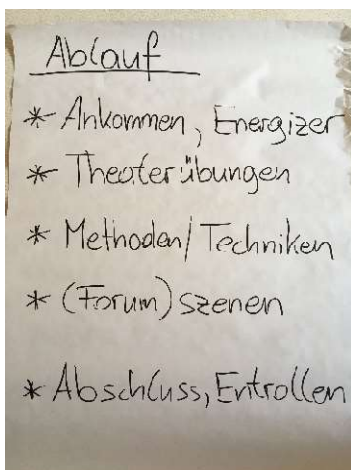 Ablauf
* Ankommen, Energizer
* Theaterübungen
* Methoden/Techniken
* (Forum)szenen
* Abschluss, Entrollen